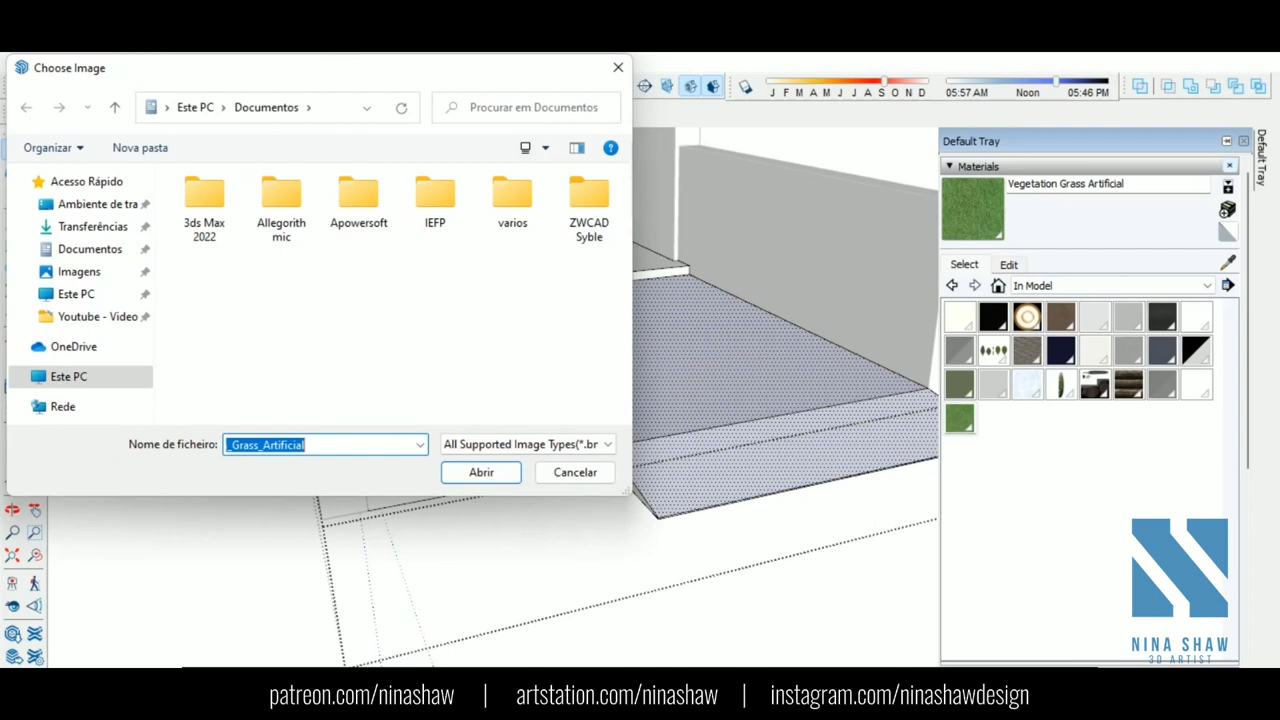 Choose Image
Este PC
Documentos
Procurar em Documentos
Organizar
Nova pasta
Acesso Rápido
Ambiente de tra
Transferências
Documentos
Imagens
Este PC
Youtube - Video
OneDrive
Este PC
Rede
3ds Max
2022
Allegorith
mic
Apowersoft
IEFP
varios
ZWCAD
Syble
Nome de ficheiro:
_Grass_Artificial
All Supported Image Types(*.br
Abrir
Cancelar
J F M A M J J A S O N D
05:57 AM
Noon
05:46 PM
Default Tray
Default Tray
Materials
Vegetation Grass Artificial
Select
Edit
In Model
NINA SHAW
3D ARTIST
patreon.com/ninashaw | artstation.com/ninashaw | instagram.com/ninashawdesign